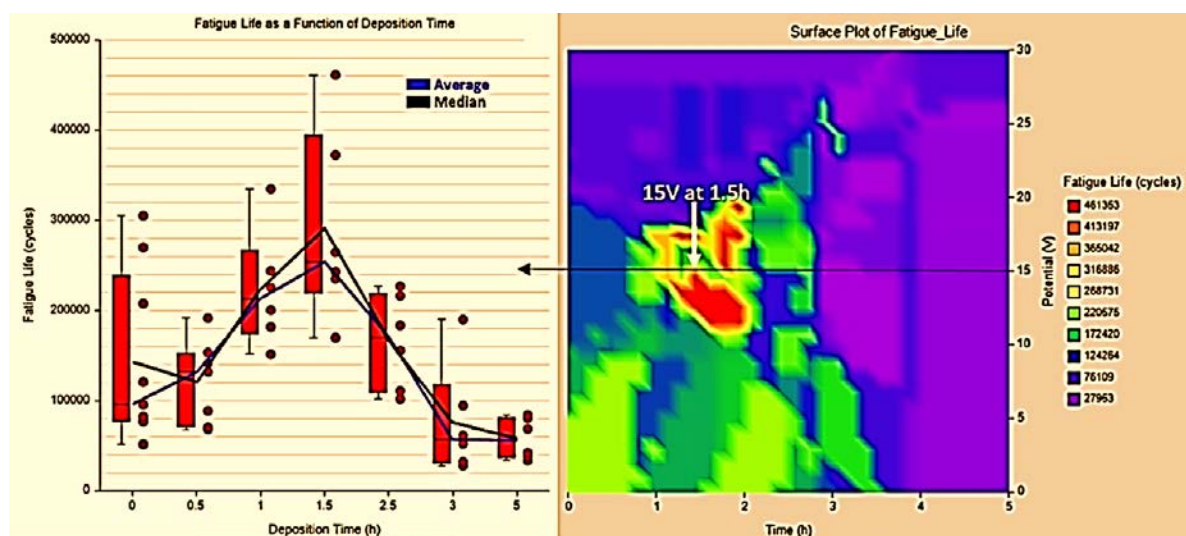 Fatigue Life as a Function of Deposition Time
500000
400000
300000
200000
100000
0
Fatigue Life (cycles)
Average
Median
0 0.5 1 1.5 2.5 3 5
Deposition Time (h)
Surface Plot of Fatigue_Life
15V at 1.5h
30
25
20
15
10
5
0
Potential (V)
0 1 2 3 4 5
Time (h)
Fatigue Life (cycles)
461353
413197
365042
316886
268731
220575
172420
124264
76109
27953